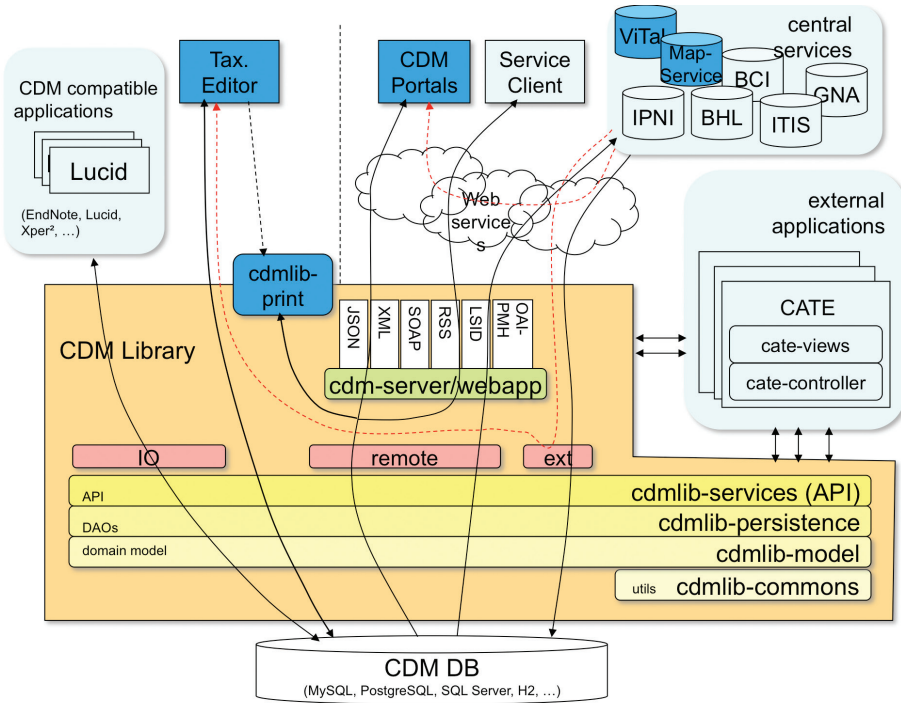 CDM compatible
applications
Lucid
(EndNote, Lucid,
Xper², ...)
Tax.
Editor
CDM
Portals
Service
Client
central
services
ViTal
Map-
Service
BCI
GNA
IPNI
BHL
ITIS
Web
service
s
external
applications
CATE
cate-views
cate-controller
cdmlib-
print
CDM Library
JSON
XML
SOAP
RSS
LSID
OAI-
PMH
cdm-server/webapp
IO
remote
ext
API
cdmlib-services (API)
DAOs
cdmlib-persistence
domain model
cdmlib-model
utils
cdmlib-commons
CDM DB
(MySQL, PostgreSQL, SQL Server, H2, ...)